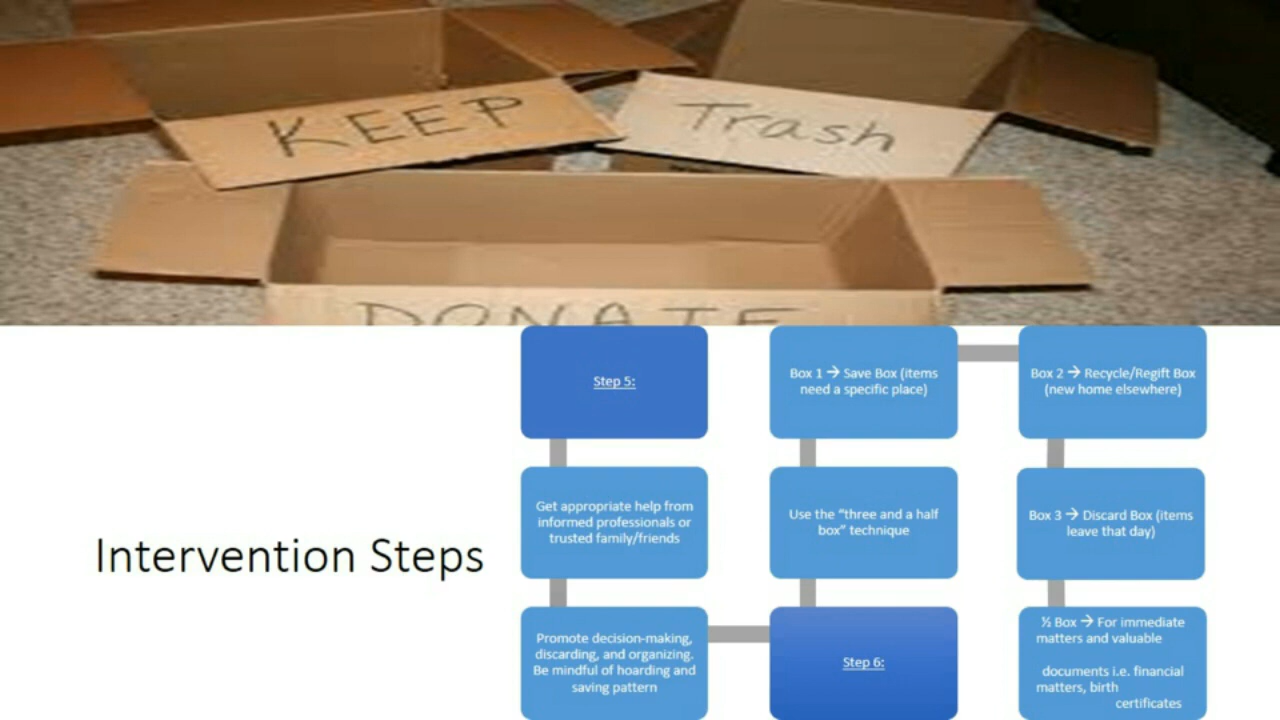 KEEP
Trash
DONATE
Intervention Steps
Step 5:
Get appropriate help from
informed professionals or
trusted family/friends
Promote decision-making,
discarding, and organizing.
Be mindful of hoarding and
saving pattern
Step 6:
Use the “three and a half
box” technique
Box 1 → Save Box (items
need a specific place)
Box 2 → Recycle/Regift Box
(new home elsewhere)
Box 3 → Discard Box (items
leave that day)
½ Box → For immediate
matters and valuable
documents i.e. financial
matters, birth
certificates